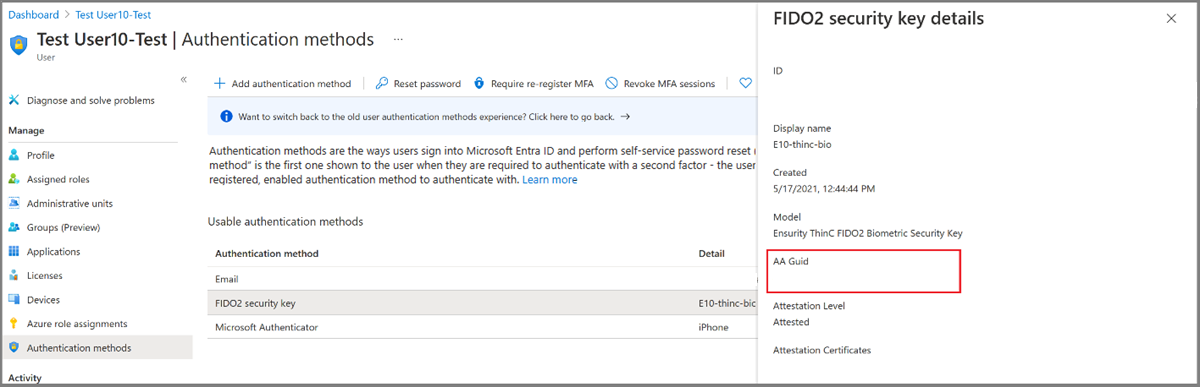 Dashboard > Test User10-Test >
Test User10-Test | Authentication methods ...
User
«
Diagnose and solve problems
Manage
Profile
Assigned roles
Administrative units
Groups (Preview)
Applications
Licenses
Devices
Azure role assignments
Authentication methods
Activity
+ Add authentication method | Reset password Require re-register MFA Revoke MFA sessions |
Want to switch back to the old user authentication methods experience? Click here to go back. →
Authentication methods are the ways users sign into Microsoft Entra ID and perform self-service password reset (
method" is the first one shown to the user when they are required to authenticate with a second factor - the use
registered, enabled authentication method to authenticate with. Learn more
Usable authentication methods
Authentication method Detail
Email
FIDO2 security key E10-thinc-bio
Microsoft Authenticator iPhone
FIDO2 security key details
ID
Display name
E10-thinc-bio
Created
5/17/2021, 12:44:44 PM
Model
Ensurity ThinC FIDO2 Biometric Security Key
AA Guid
Attestation Level
Attested
Attestation Certificates